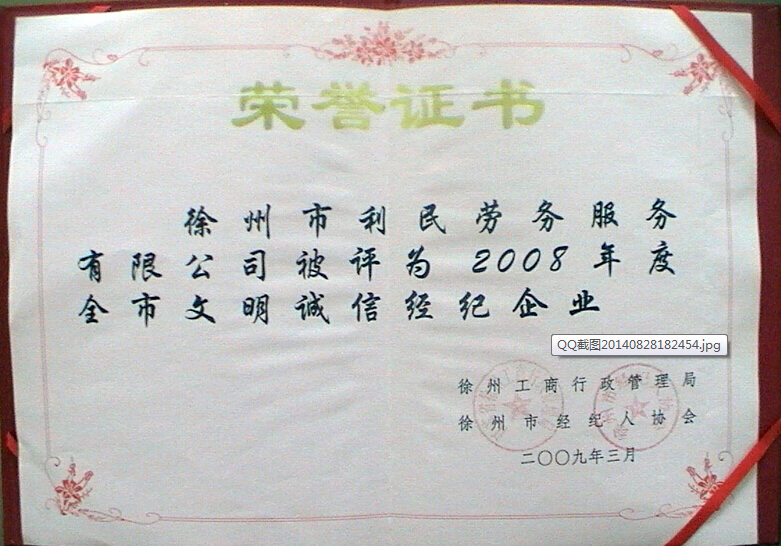 荣誉证书
徐州市利民劳务服务
有限公司被评为 2008 年度
全市文明诚信经纪企业
QQ截图20140828182454.jpg
徐州工商行政管理局
徐州市经纪人协会
二〇〇九年三月